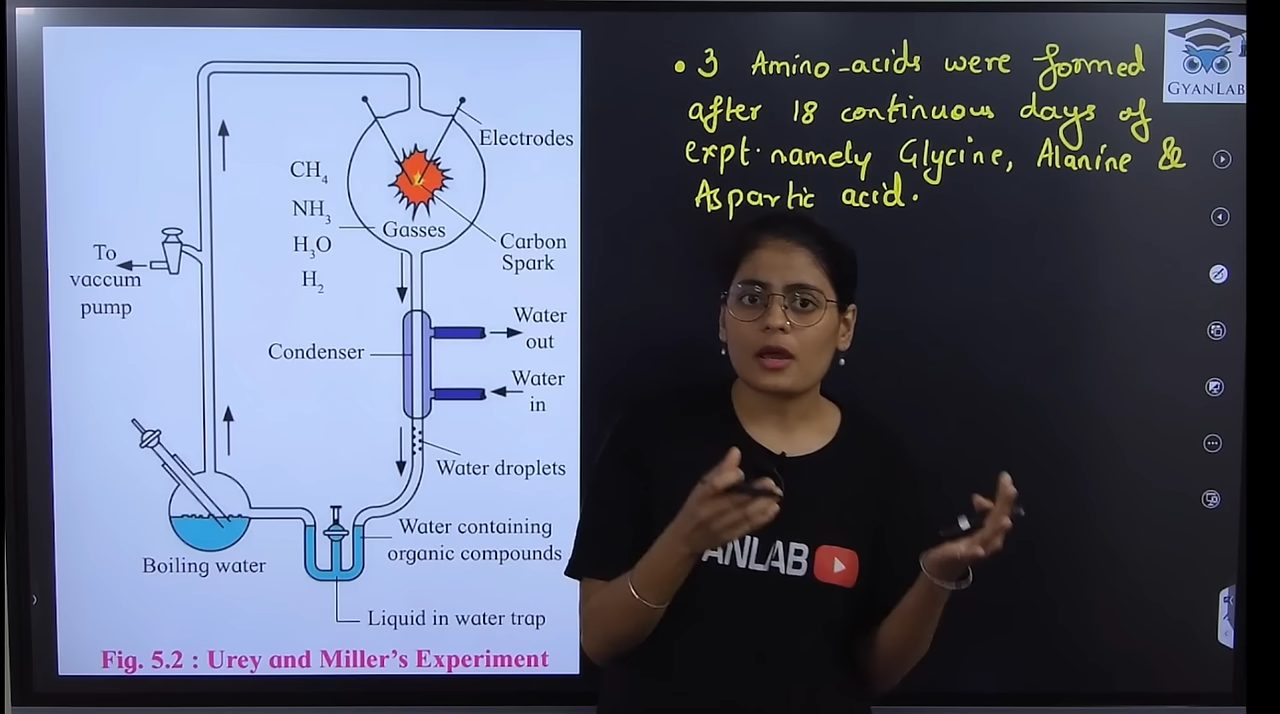 • 3 Amino-acids were formed
after 18 continuous days of
expt. namely Glycine, Alanine &
Aspartic acid.
GYANLAB
Electrodes
CH₄
NH₃
H₃O
H₂
Gasses
Carbon
Spark
To
vaccum
pump
Water
out
Condenser
Water
in
Water droplets
Water containing
organic compounds
Boiling water
Liquid in water trap
Fig. 5.2 : Urey and Miller's Experiment
ANLAB